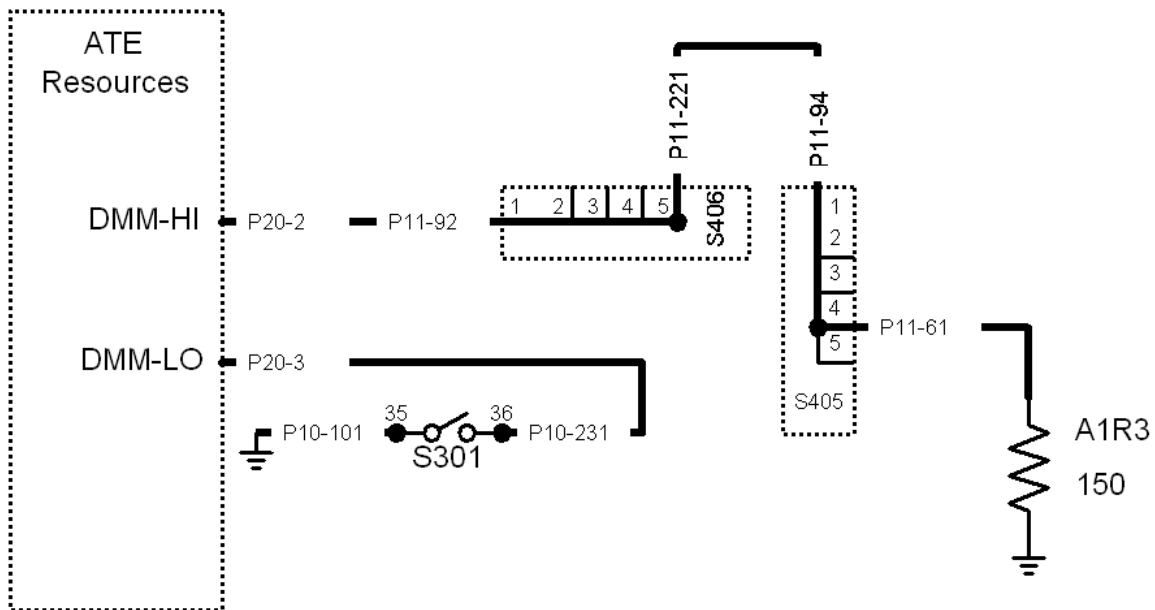 ATE
Resources
P11-221
P11-94
DMM-HI
P20-2
P11-92
1 2 3 4 5
S406
1
2
3
4
5
S405
P11-61
DMM-LO
P20-3
P10-101
35
36
P10-231
S301
A1R3
150